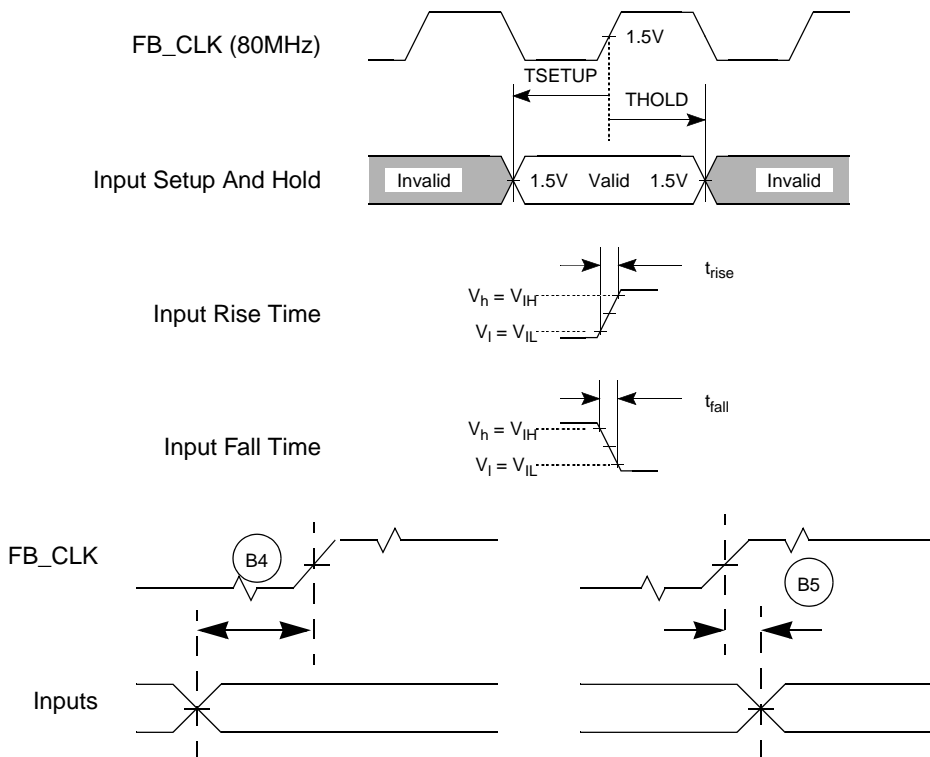 FB_CLK (80MHz)
1.5V
TSETUP
THOLD
Input Setup And Hold
Invalid
1.5V Valid 1.5V
Invalid
trise
Input Rise Time
Vh = VIH
Vl = VIL
tfall
Input Fall Time
Vh = VIH
Vl = VIL
FB_CLK
B4
B5
Inputs